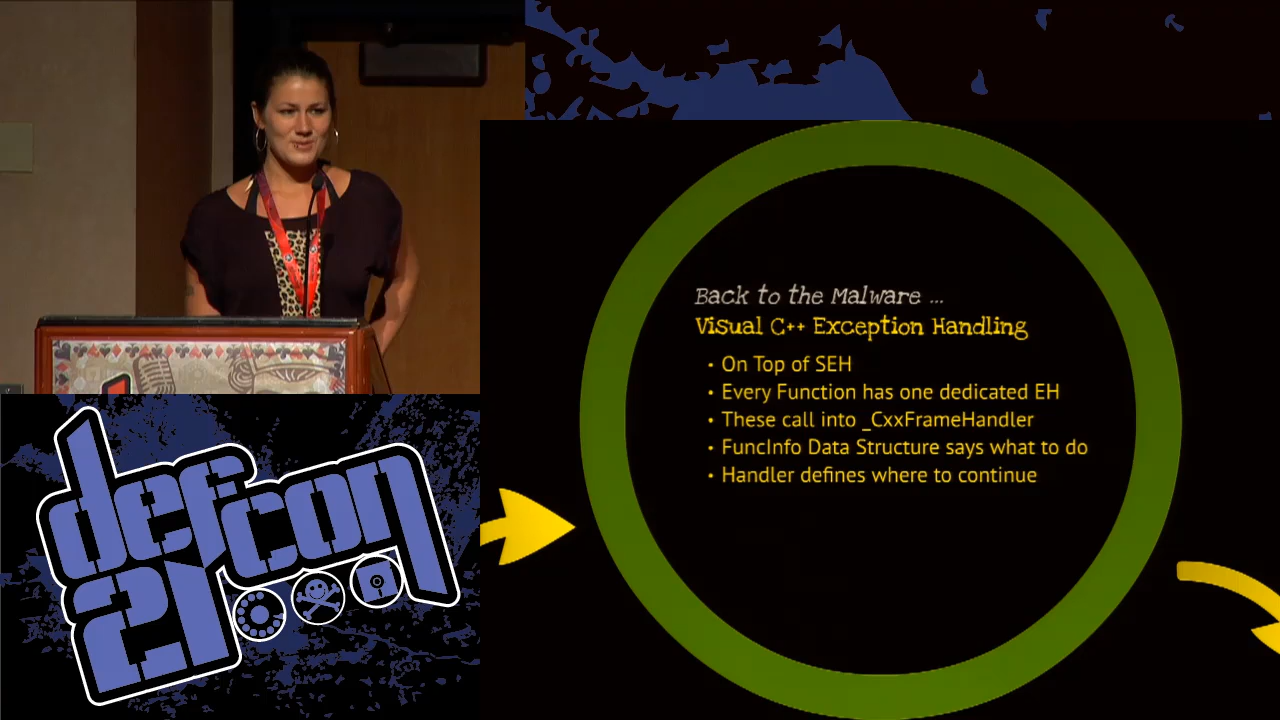 Back to the Malware ...
Visual C++ Exception Handling
• On Top of SEH
• Every Function has one dedicated EH
• These call into _CxxFrameHandler
• FuncInfo Data Structure says what to do
• Handler defines where to continue
defcon
21